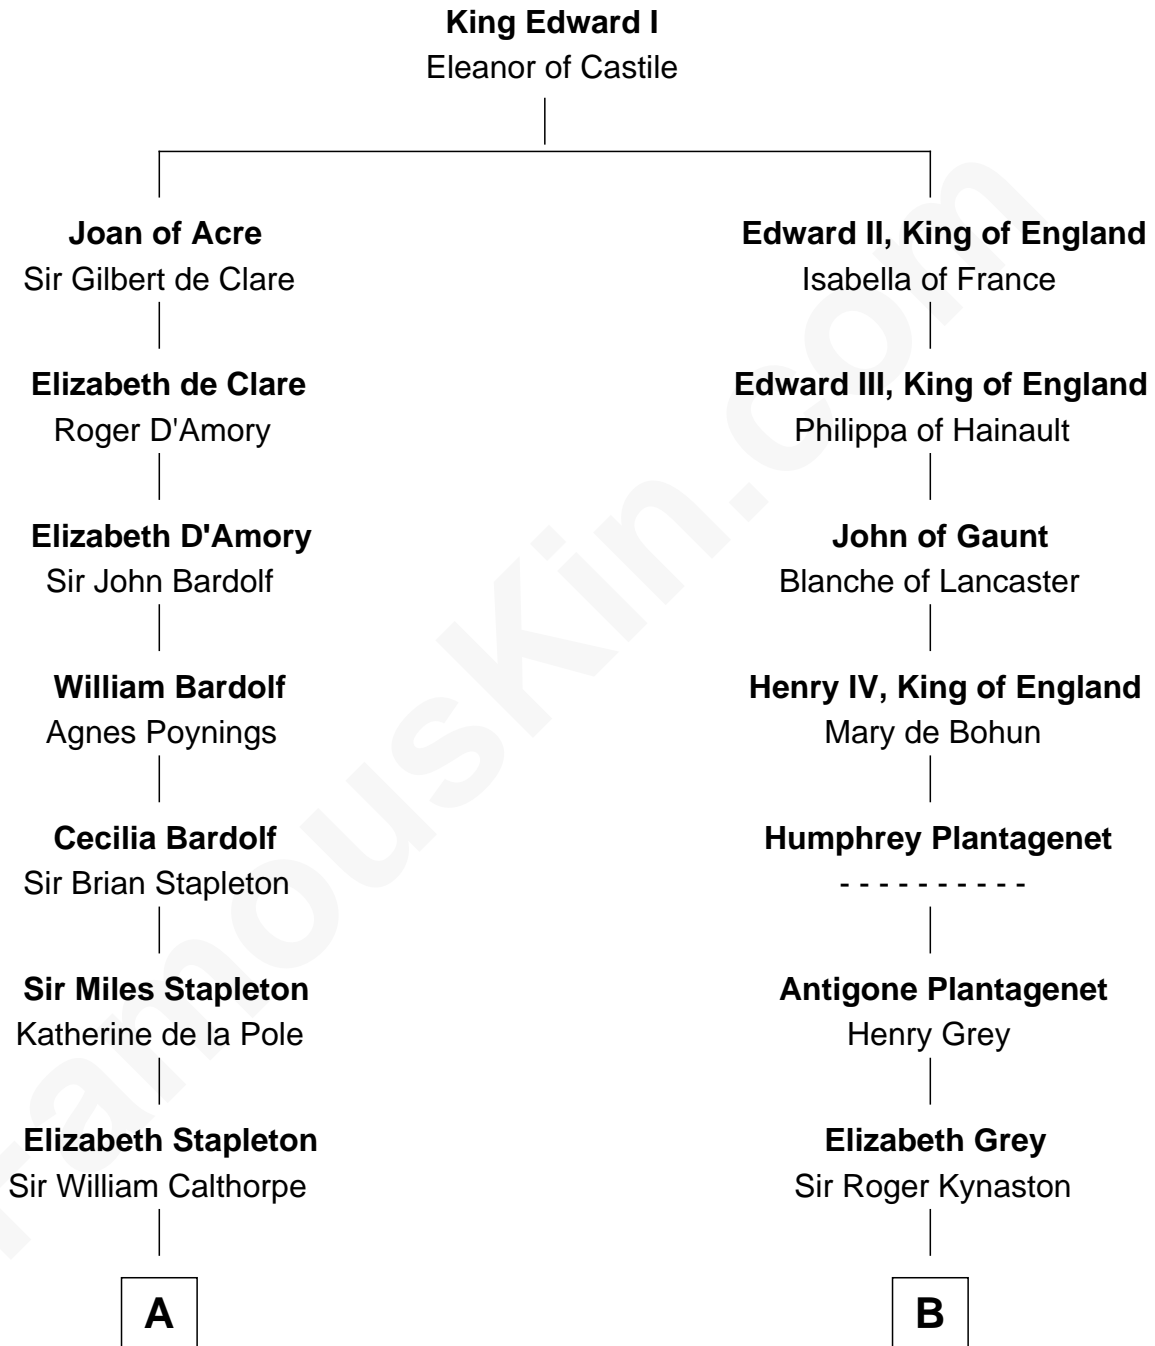 King Edward I
Eleanor of Castile
Joan of Acre
Sir Gilbert de Clare
Edward II, King of England
Isabella of France
Elizabeth de Clare
Roger D'Amory
Edward III, King of England
Philippa of Hainault
Elizabeth D'Amory
Sir John Bardolf
John of Gaunt
Blanche of Lancaster
William Bardolf
Agnes Poynings
Henry IV, King of England
Mary de Bohun
Cecilia Bardolf
Sir Brian Stapleton
Humphrey Plantagenet
- - - - - - - - - -
Sir Miles Stapleton
Katherine de la Pole
Antigone Plantagenet
Henry Grey
Elizabeth Stapleton
Sir William Calthorpe
Elizabeth Grey
Sir Roger Kynaston
A
B
FamousKin.com